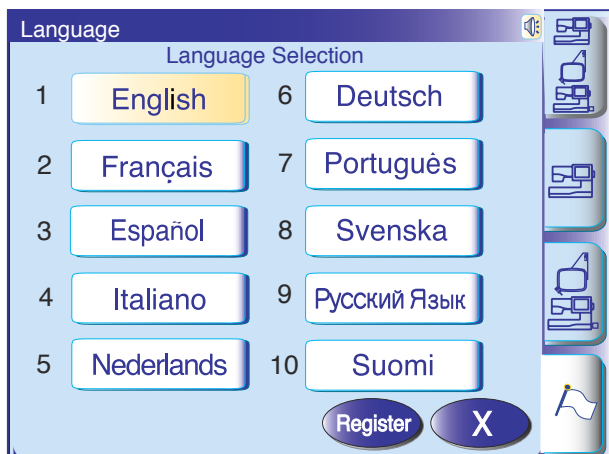 Language
Language Selection
1 English
2 Français
3 Español
4 Italiano
5 Nederlands
6 Deutsch
7 Portuguès
8 Svenska
9 Русский Язык
10 Suomi
Register X